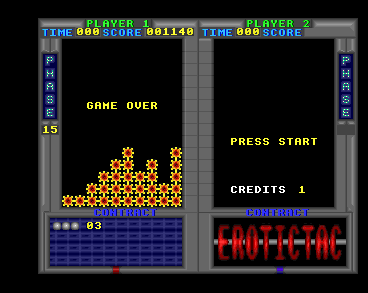 PLAYER 1
TIME 000 SCORE 001140
PHASE
15
GAME OVER
CONTRACT
03
PLAYER 2
TIME 000 SCORE
PHASE
PRESS START
CREDITS 1
CONTRACT
EROTICTAC